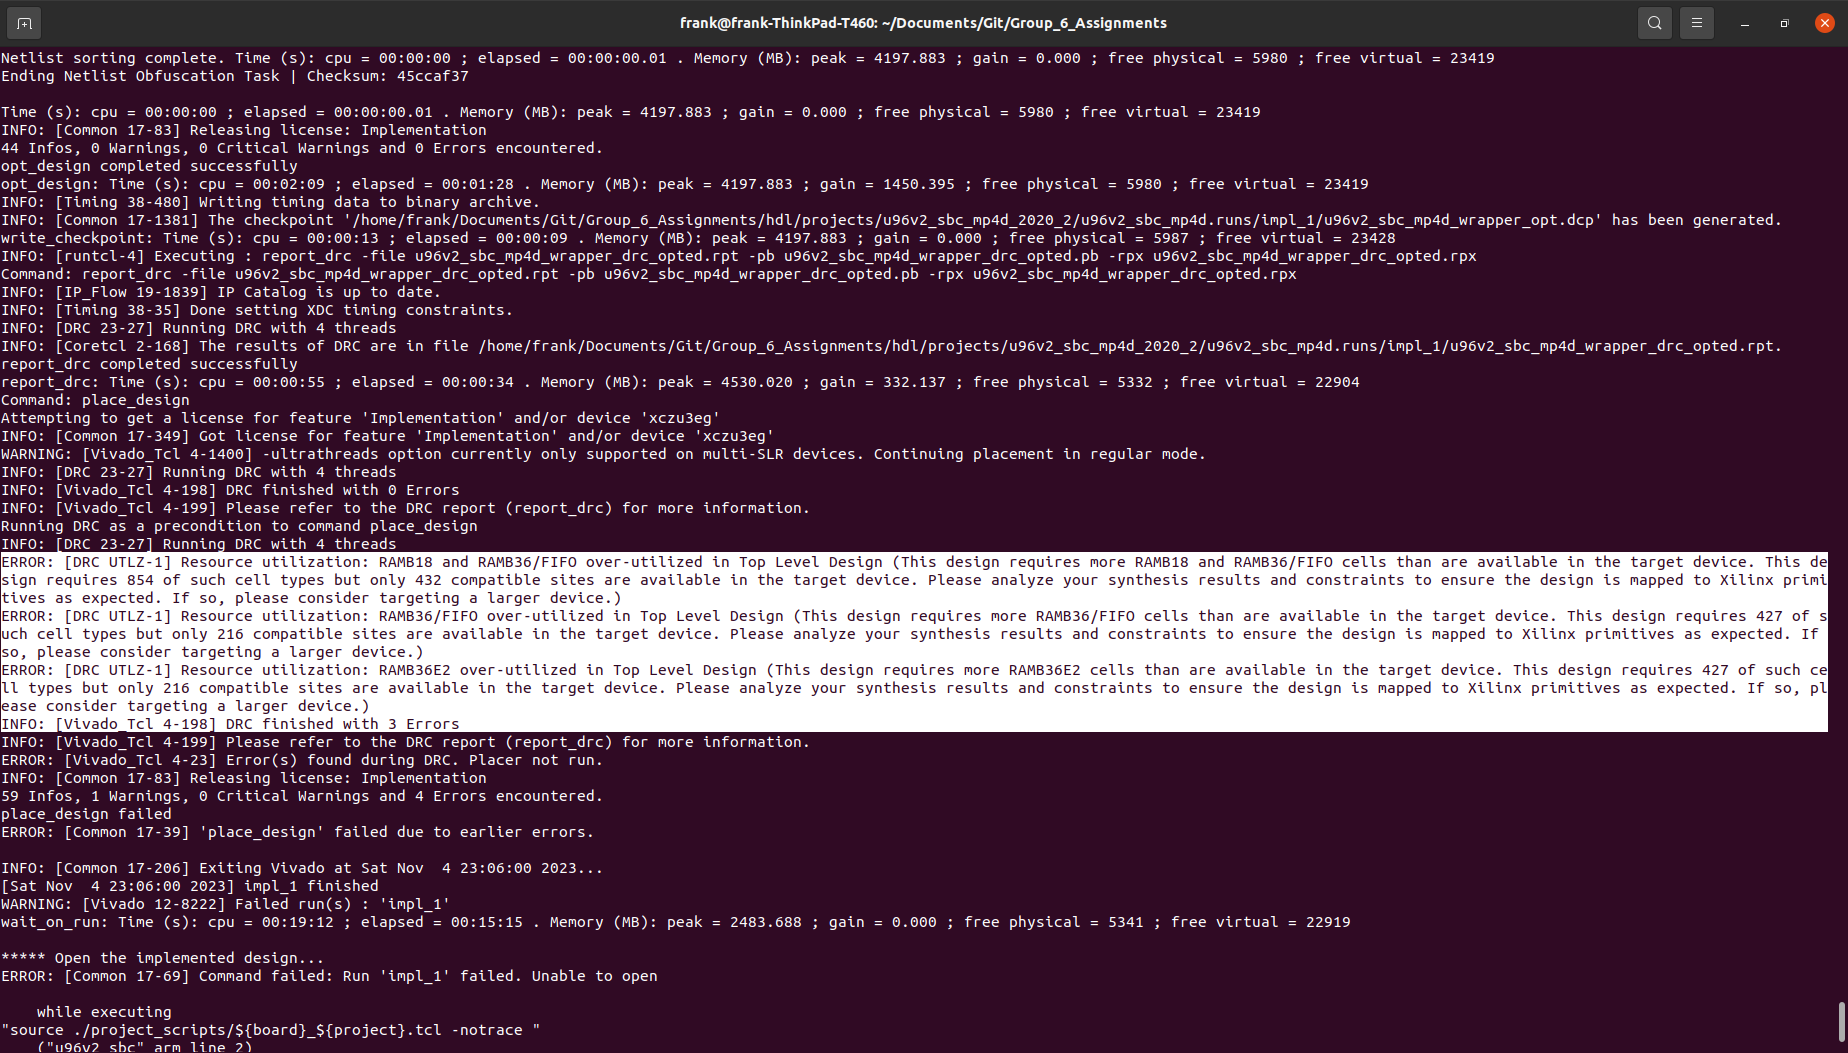 frank@frank-ThinkPad-T460: ~/Documents/Git/Group_6_Assignments
Netlist sorting complete. Time (s): cpu = 00:00:00 ; elapsed = 00:00:00.01 . Memory (MB): peak = 4197.883 ; gain = 0.000 ; free physical = 5980 ; free virtual = 23419
Ending Netlist Obfuscation Task | Checksum: 45ccaf37
Time (s): cpu = 00:00:00 ; elapsed = 00:00:00.01 . Memory (MB): peak = 4197.883 ; gain = 0.000 ; free physical = 5980 ; free virtual = 23419
INFO: [Common 17-83] Releasing license: Implementation
44 Infos, 0 Warnings, 0 Critical Warnings and 0 Errors encountered.
opt_design completed successfully
opt_design: Time (s): cpu = 00:02:09 ; elapsed = 00:01:28 . Memory (MB): peak = 4197.883 ; gain = 1450.395 ; free physical = 5980 ; free virtual = 23419
INFO: [Timing 38-480] Writing timing data to binary archive.
INFO: [Common 17-1381] The checkpoint '/home/frank/Documents/Git/Group_6_Assignments/hdl/projects/u96v2_sbc_mp4d_2020_2/u96v2_sbc_mp4d.runs/impl_1/u96v2_sbc_mp4d_wrapper_opt.dcp' has been generated.
write_checkpoint: Time (s): cpu = 00:00:13 ; elapsed = 00:00:09 . Memory (MB): peak = 4197.883 ; gain = 0.000 ; free physical = 5987 ; free virtual = 23428
INFO: [runtcl-4] Executing : report_drc -file u96v2_sbc_mp4d_wrapper_drc_opted.rpt -pb u96v2_sbc_mp4d_wrapper_drc_opted.pb -rpx u96v2_sbc_mp4d_wrapper_drc_opted.rpx
Command: report_drc -file u96v2_sbc_mp4d_wrapper_drc_opted.rpt -pb u96v2_sbc_mp4d_wrapper_drc_opted.pb -rpx u96v2_sbc_mp4d_wrapper_drc_opted.rpx
INFO: [IP_Flow 19-1839] IP Catalog is up to date.
INFO: [Timing 38-35] Done setting XDC timing constraints.
INFO: [DRC 23-27] Running DRC with 4 threads
INFO: [Coretcl 2-168] The results of DRC are in file /home/frank/Documents/Git/Group_6_Assignments/hdl/projects/u96v2_sbc_mp4d_2020_2/u96v2_sbc_mp4d.runs/impl_1/u96v2_sbc_mp4d_wrapper_drc_opted.rpt.
report_drc completed successfully
report_drc: Time (s): cpu = 00:00:55 ; elapsed = 00:00:34 . Memory (MB): peak = 4530.020 ; gain = 332.137 ; free physical = 5332 ; free virtual = 22904
Command: place_design
Attempting to get a license for feature 'Implementation' and/or device 'xczu3eg'
INFO: [Common 17-349] Got license for feature 'Implementation' and/or device 'xczu3eg'
WARNING: [Vivado_Tcl 4-1400] -ultrathreads option currently only supported on multi-SLR devices. Continuing placement in regular mode.
INFO: [DRC 23-27] Running DRC with 4 threads
INFO: [Vivado_Tcl 4-198] DRC finished with 0 Errors
INFO: [Vivado_Tcl 4-199] Please refer to the DRC report (report_drc) for more information.
Running DRC as a precondition to command place_design
INFO: [DRC 23-27] Running DRC with 4 threads
ERROR: [DRC UTLZ-1] Resource utilization: RAMB18 and RAMB36/FIFO over-utilized in Top Level Design (This design requires more RAMB18 and RAMB36/FIFO cells than are available in the target device. This de
sign requires 854 of such cell types but only 432 compatible sites are available in the target device. Please analyze your synthesis results and constraints to ensure the design is mapped to Xilinx primi
tives as expected. If so, please consider targeting a larger device.)
ERROR: [DRC UTLZ-1] Resource utilization: RAMB36/FIFO over-utilized in Top Level Design (This design requires more RAMB36/FIFO cells than are available in the target device. This design requires 427 of s
uch cell types but only 216 compatible sites are available in the target device. Please analyze your synthesis results and constraints to ensure the design is mapped to Xilinx primitives as expected. If
so, please consider targeting a larger device.)
ERROR: [DRC UTLZ-1] Resource utilization: RAMB36E2 over-utilized in Top Level Design (This design requires more RAMB36E2 cells than are available in the target device. This design requires 427 of such ce
ll types but only 216 compatible sites are available in the target device. Please analyze your synthesis results and constraints to ensure the design is mapped to Xilinx primitives as expected. If so, pl
ease consider targeting a larger device.)
INFO: [Vivado_Tcl 4-198] DRC finished with 3 Errors
INFO: [Vivado_Tcl 4-199] Please refer to the DRC report (report_drc) for more information.
ERROR: [Vivado_Tcl 4-23] Error(s) found during DRC. Placer not run.
INFO: [Common 17-83] Releasing license: Implementation
59 Infos, 1 Warnings, 0 Critical Warnings and 4 Errors encountered.
place_design failed
ERROR: [Common 17-39] 'place_design' failed due to earlier errors.
INFO: [Common 17-206] Exiting Vivado at Sat Nov  4 23:06:00 2023...
[Sat Nov  4 23:06:00 2023] impl_1 finished
WARNING: [Vivado 12-8222] Failed run(s) : 'impl_1'
wait_on_run: Time (s): cpu = 00:19:12 ; elapsed = 00:15:15 . Memory (MB): peak = 2483.688 ; gain = 0.000 ; free physical = 5341 ; free virtual = 22919
***** Open the implemented design...
ERROR: [Common 17-69] Command failed: Run 'impl_1' failed. Unable to open
while executing
"source ./project_scripts/${board}_${project}.tcl -notrace "
("u96v2_sbc" arm line 2)